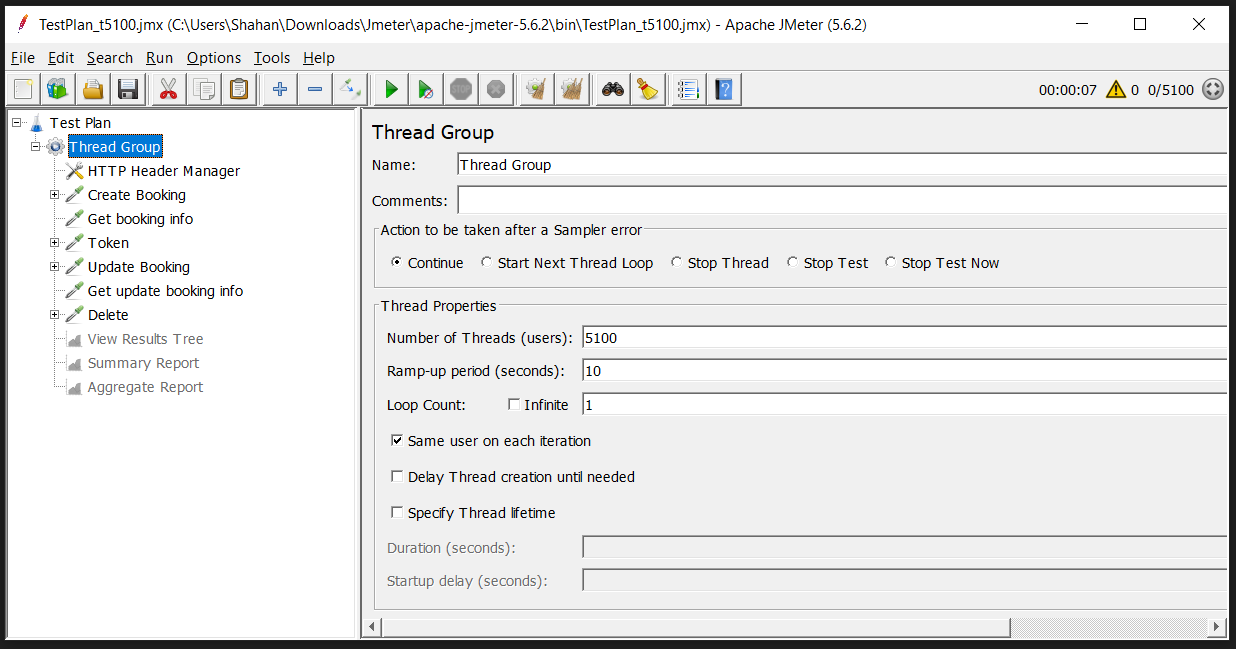 TestPlan_t5100.jmx (C:\Users\Shahan\Downloads\Jmeter\apache-jmeter-5.6.2\bin\TestPlan_t5100.jmx) - Apache JMeter (5.6.2)
File Edit Search Run Options Tools Help
STOP 00:00:07 0 0/5100
Test Plan
Thread Group
HTTP Header Manager
Create Booking
Get booking info
Token
Update Booking
Get update booking info
Delete
View Results Tree
Summary Report
Aggregate Report
Thread Group
Name: Thread Group
Comments:
Action to be taken after a Sampler error
Continue Start Next Thread Loop Stop Thread Stop Test Stop Test Now
Thread Properties
Number of Threads (users): 5100
Ramp-up period (seconds): 10
Loop Count: Infinite 1
Same user on each iteration
Delay Thread creation until needed
Specify Thread lifetime
Duration (seconds):
Startup delay (seconds):